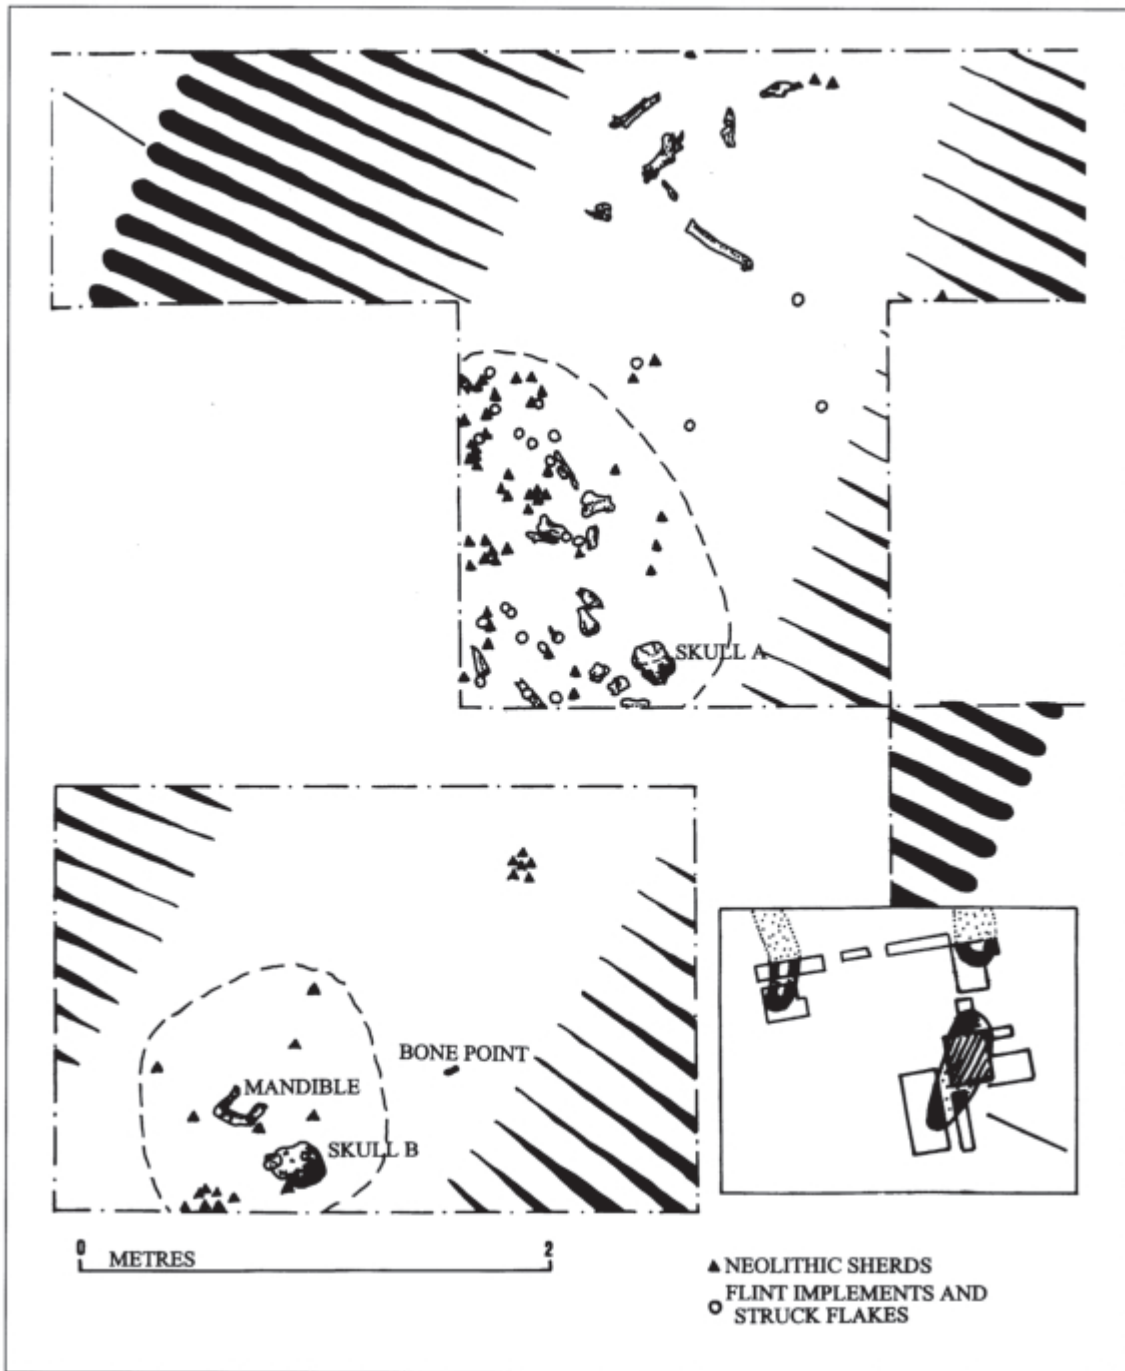 SKULL A
BONE POINT
MANDIBLE
SKULL B
0 2
METRES
NEOLITHIC SHERDS
FLINT IMPLEMENTS AND
STRUCK FLAKES